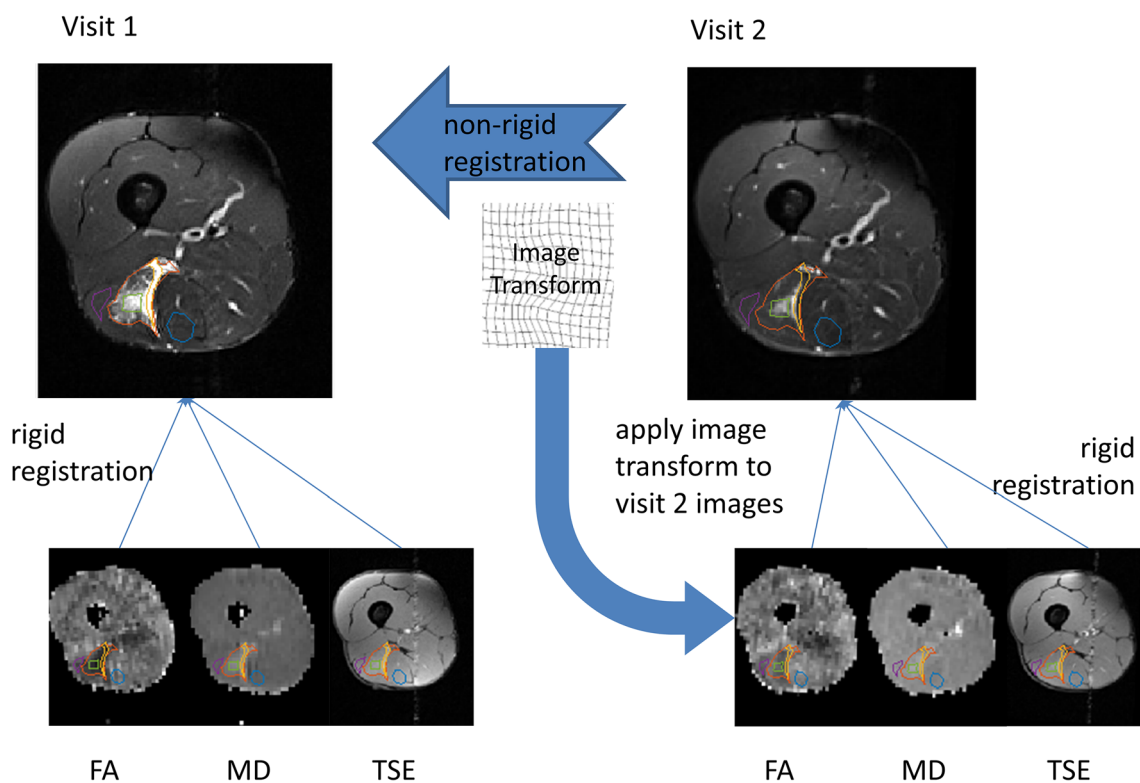 Visit 1
Visit 2
non-rigid
registration
Image
Transform
rigid
registration
apply image
transform to
visit 2 images
rigid
registration
FA
MD
TSE
FA
MD
TSE